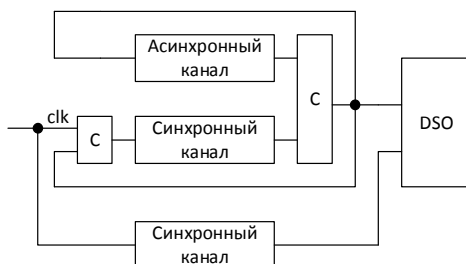 Асинхронный
канал
C
clk
C
Синхронный
канал
DSO
Синхронный
канал